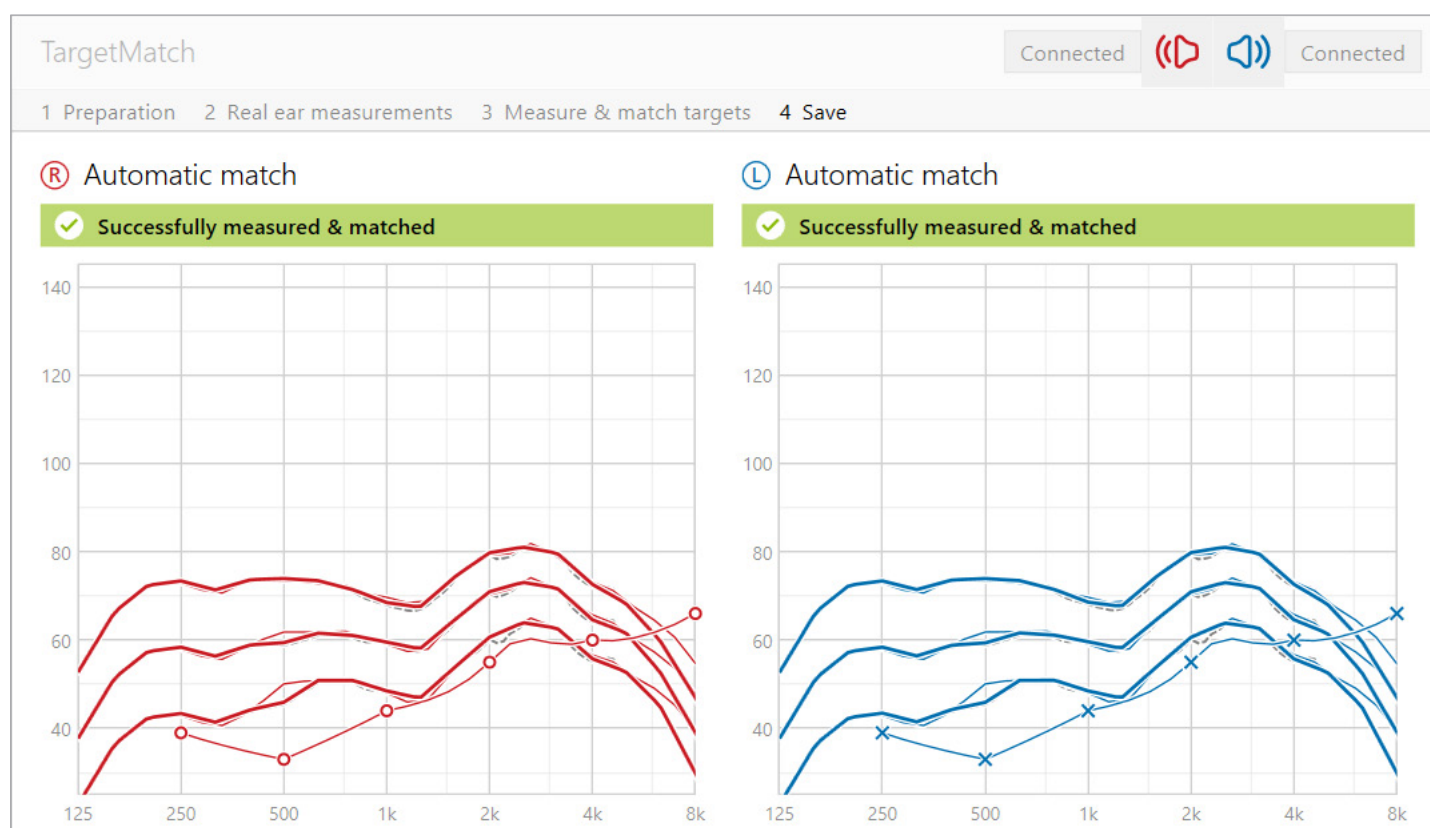 TargetMatch
Connected Connected
1 Preparation 2 Real ear measurements 3 Measure & match targets 4 Save
R Automatic match
Successfully measured & matched
140
120
100
80
60
40
125 250 500 1k 2k 4k 8k
L Automatic match
Successfully measured & matched
140
120
100
80
60
40
125 250 500 1k 2k 4k 8k